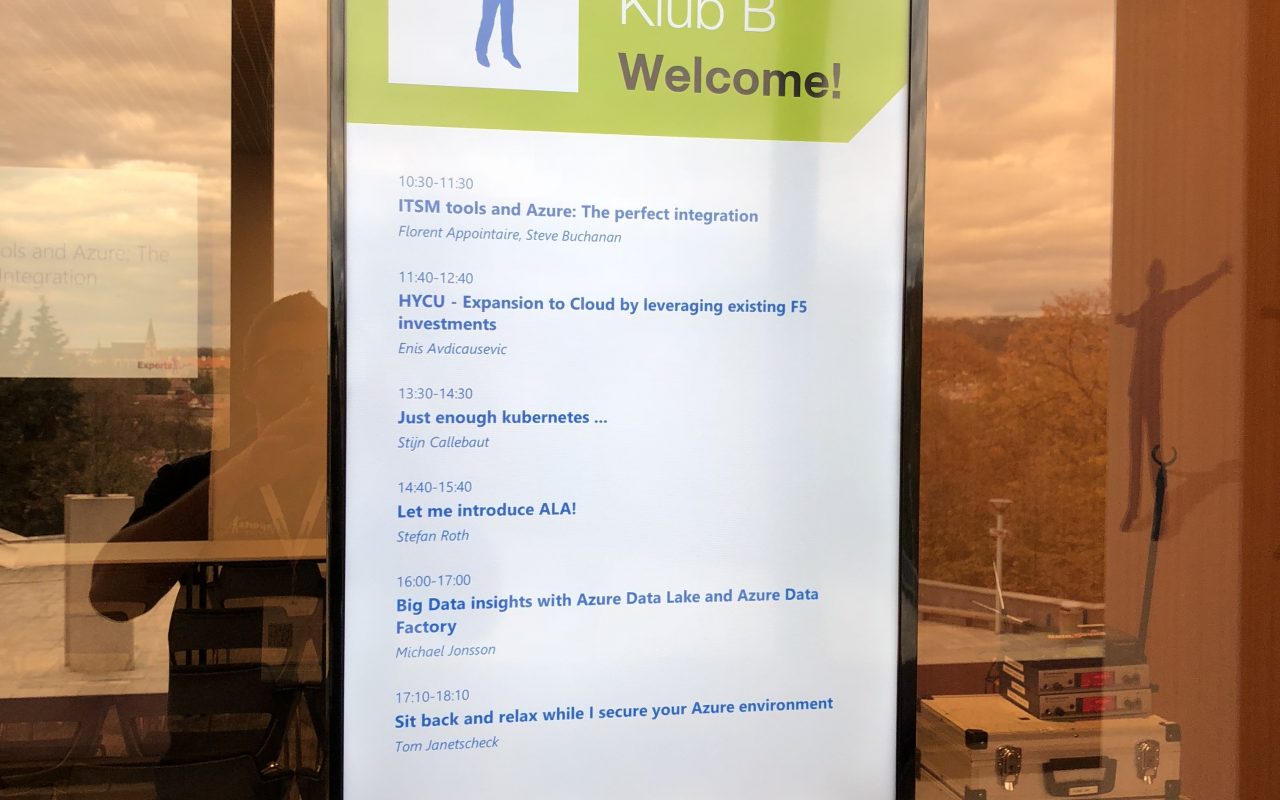 Klub B
Welcome!
10:30-11:30
ITSM tools and Azure: The perfect integration
Florent Appointaire, Steve Buchanan
11:40-12:40
HYCU - Expansion to Cloud by leveraging existing F5
investments
Enis Avdicausevic
13:30-14:30
Just enough kubernetes ...
Stijn Callebaut
14:40-15:40
Let me introduce ALA!
Stefan Roth
16:00-17:00
Big Data insights with Azure Data Lake and Azure Data
Factory
Michael Jonsson
17:10-18:10
Sit back and relax while I secure your Azure environment
Tom Janetscheck
ols and Azure: The
Integration
Experts